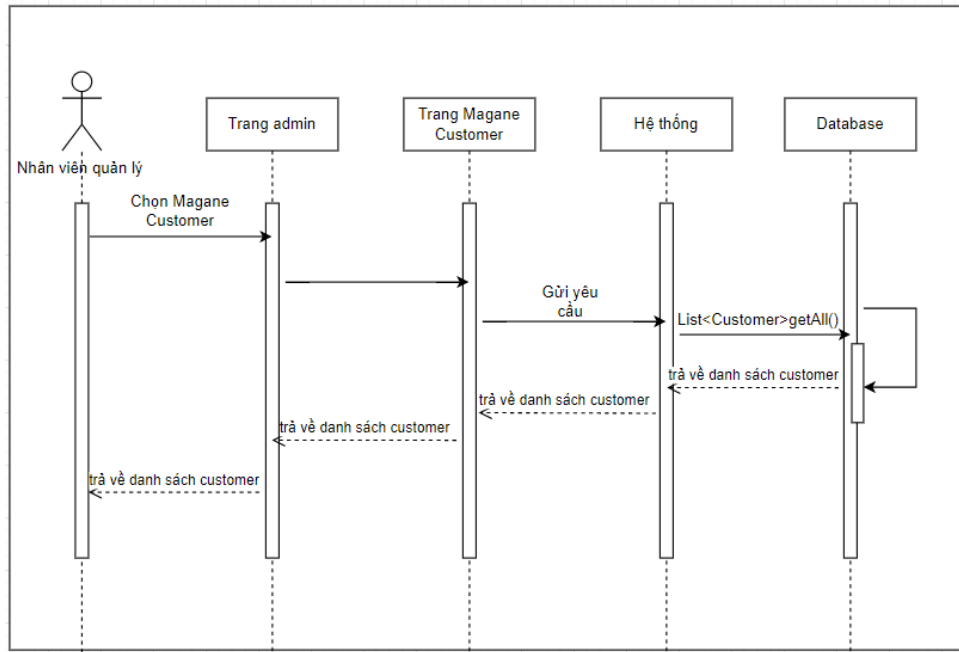 Nhân viên quản lý
Trang admin
Trang Magane
Customer
Hệ thống
Database
Chọn Magane
Customer
Gửi yêu
cầu
List<Customer>getAll()
trả về danh sách customer
trả về danh sách customer
trả về danh sách customer
trả về danh sách customer